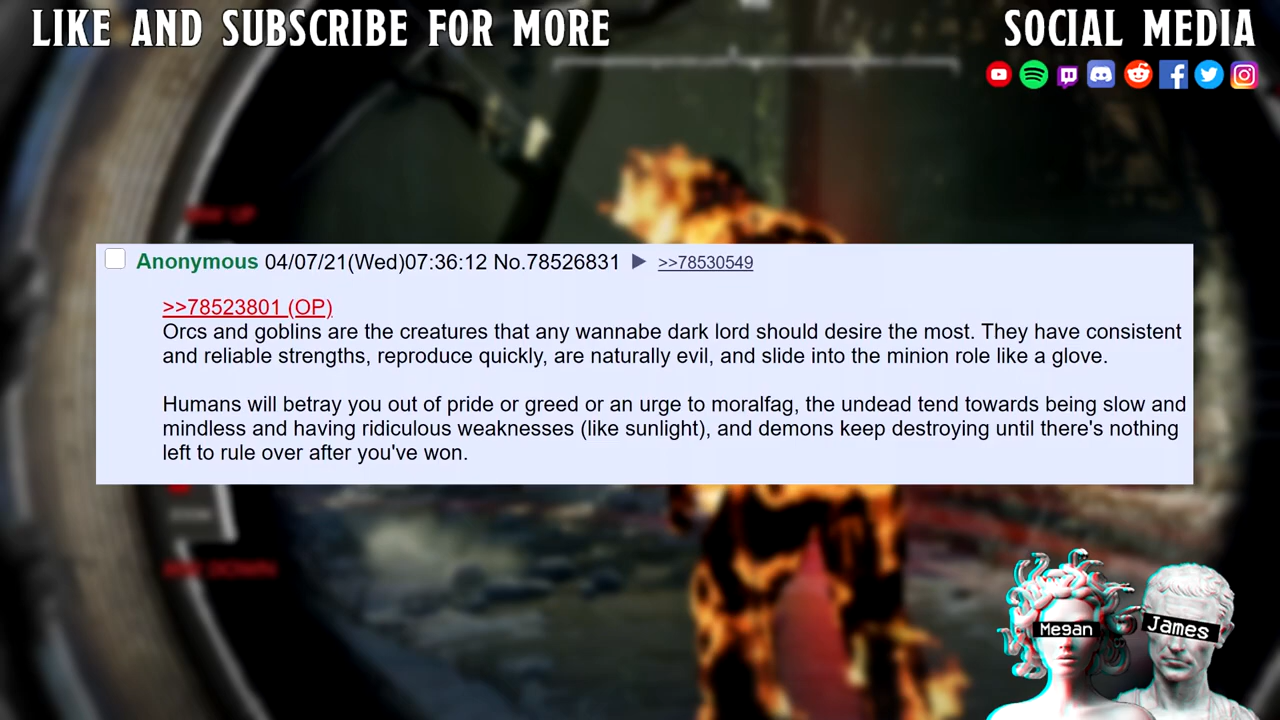 LIKE AND SUBSCRIBE FOR MORE
SOCIAL MEDIA
Anonymous 04/07/21(Wed)07:36:12 No.78526831 ▶ >>78530549
>>78523801 (OP)
Orcs and goblins are the creatures that any wannabe dark lord should desire the most. They have consistent
and reliable strengths, reproduce quickly, are naturally evil, and slide into the minion role like a glove.
Humans will betray you out of pride or greed or an urge to moralfag, the undead tend towards being slow and
mindless and having ridiculous weaknesses (like sunlight), and demons keep destroying until there's nothing
left to rule over after you've won.
Megan
James